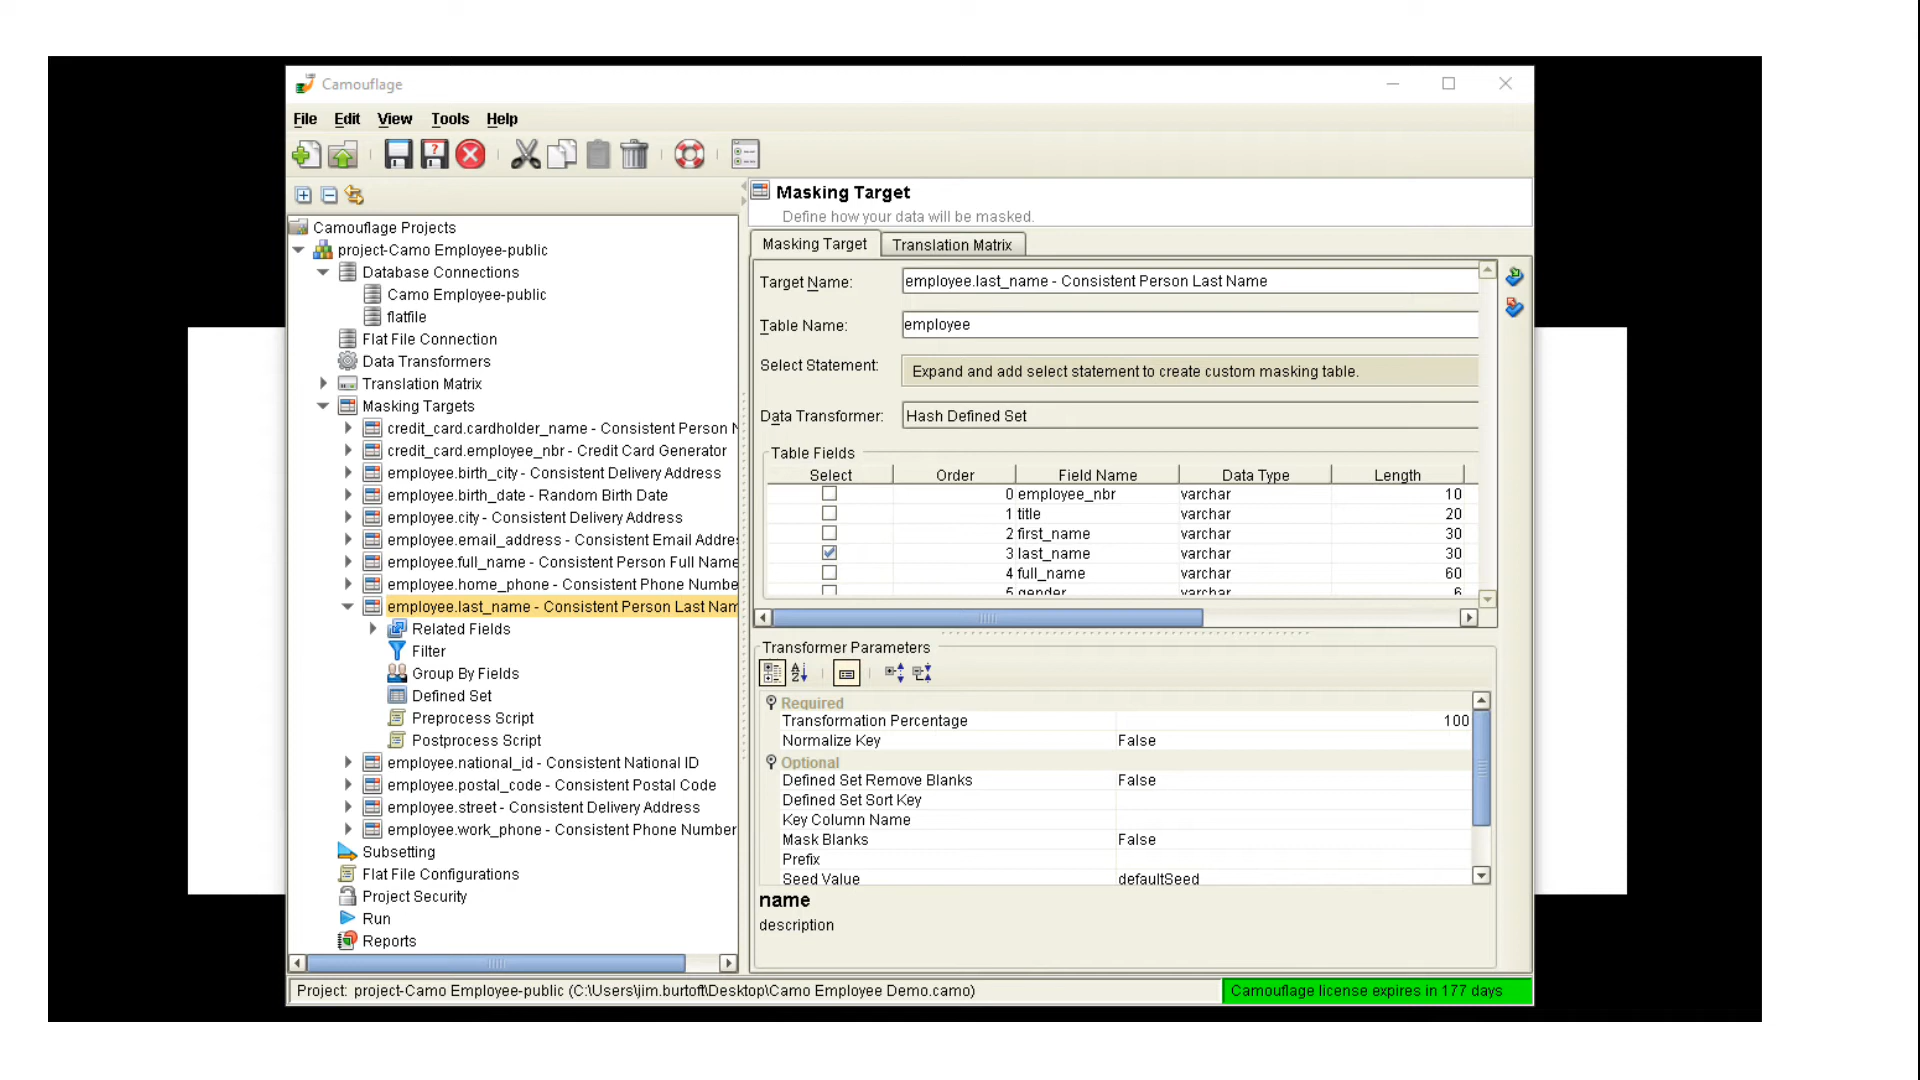 Camouflage
File Edit View Tools Help
Camouflage Projects
project-Camo Employee-public
Database Connections
Camo Employee-public
flatfile
Flat File Connection
Data Transformers
Translation Matrix
Masking Targets
credit_card.cardholder_name - Consistent Person N
credit_card.employee_nbr - Credit Card Generator
employee.birth_city - Consistent Delivery Address
employee.birth_date - Random Birth Date
employee.city - Consistent Delivery Address
employee.email_address - Consistent Email Addre
employee.full_name - Consistent Person Full Name
employee.home_phone - Consistent Phone Numbe
employee.last_name - Consistent Person Last Nam
Related Fields
Filter
Group By Fields
Defined Set
Preprocess Script
Postprocess Script
employee.national_id - Consistent National ID
employee.postal_code - Consistent Postal Code
employee.street - Consistent Delivery Address
employee.work_phone - Consistent Phone Number
Subsetting
Flat File Configurations
Project Security
Run
Reports
Masking Target
Define how your data will be masked.
Masking Target Translation Matrix
Target Name: employee.last_name - Consistent Person Last Name
Table Name: employee
Select Statement: Expand and add select statement to create custom masking table.
Data Transformer: Hash Defined Set
Table Fields
Select Order Field Name Data Type Length
0 employee_nbr varchar 10
1 title varchar 20
2 first_name varchar 30
3 last_name varchar 30
4 full_name varchar 60
5 gender varchar 6
Transformer Parameters
Required
Transformation Percentage 100
Normalize Key False
Optional
Defined Set Remove Blanks False
Defined Set Sort Key
Key Column Name
Mask Blanks False
Prefix
Seed Value defaultSeed
name
description
Project: project-Camo Employee-public (C:\Users\jim.burtoft\Desktop\Camo Employee Demo.camo)
Camouflage license expires in 177 days